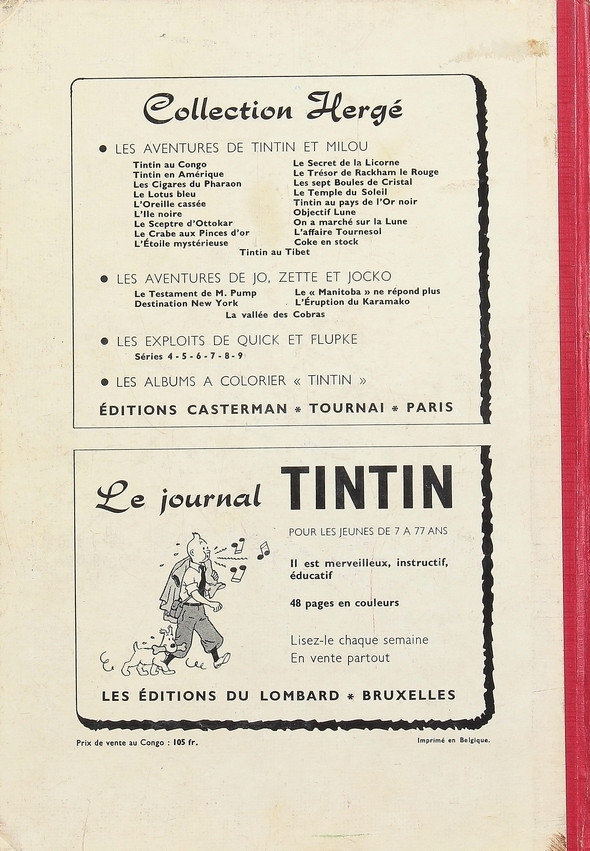 Collection Hergé
● LES AVENTURES DE TINTIN ET MILOU
Tintin au Congo
Tintin en Amérique
Les Cigares du Pharaon
Le Lotus bleu
L'Oreille cassée
L'Ile noire
Le Sceptre d'Ottokar
Le Crabe aux Pinces d'or
L'Étoile mystérieuse
Le Secret de la Licorne
Le Trésor de Rackham le Rouge
Les sept Boules de Cristal
Le Temple du Soleil
Tintin au pays de l'Or noir
Objectif Lune
On a marché sur la Lune
L'affaire Tournesol
Coke en stock
Tintin au Tibet
● LES AVENTURES DE JO, ZETTE ET JOCKO
Le Testament de M. Pump
Destination New York
Le « Manitoba » ne répond plus
L'Éruption du Karamako
La vallée des Cobras
● LES EXPLOITS DE QUICK ET FLUPKE
Séries 4 - 5 - 6 - 7 - 8 - 9
● LES ALBUMS A COLORIER « TINTIN »
ÉDITIONS CASTERMAN * TOURNAI * PARIS
Le journal TINTIN
POUR LES JEUNES DE 7 A 77 ANS
Il est merveilleux, instructif,
éducatif
48 pages en couleurs
Lisez-le chaque semaine
En vente partout
LES ÉDITIONS DU LOMBARD * BRUXELLES
Prix de vente au Congo : 105 fr.
Imprimé en Belgique.